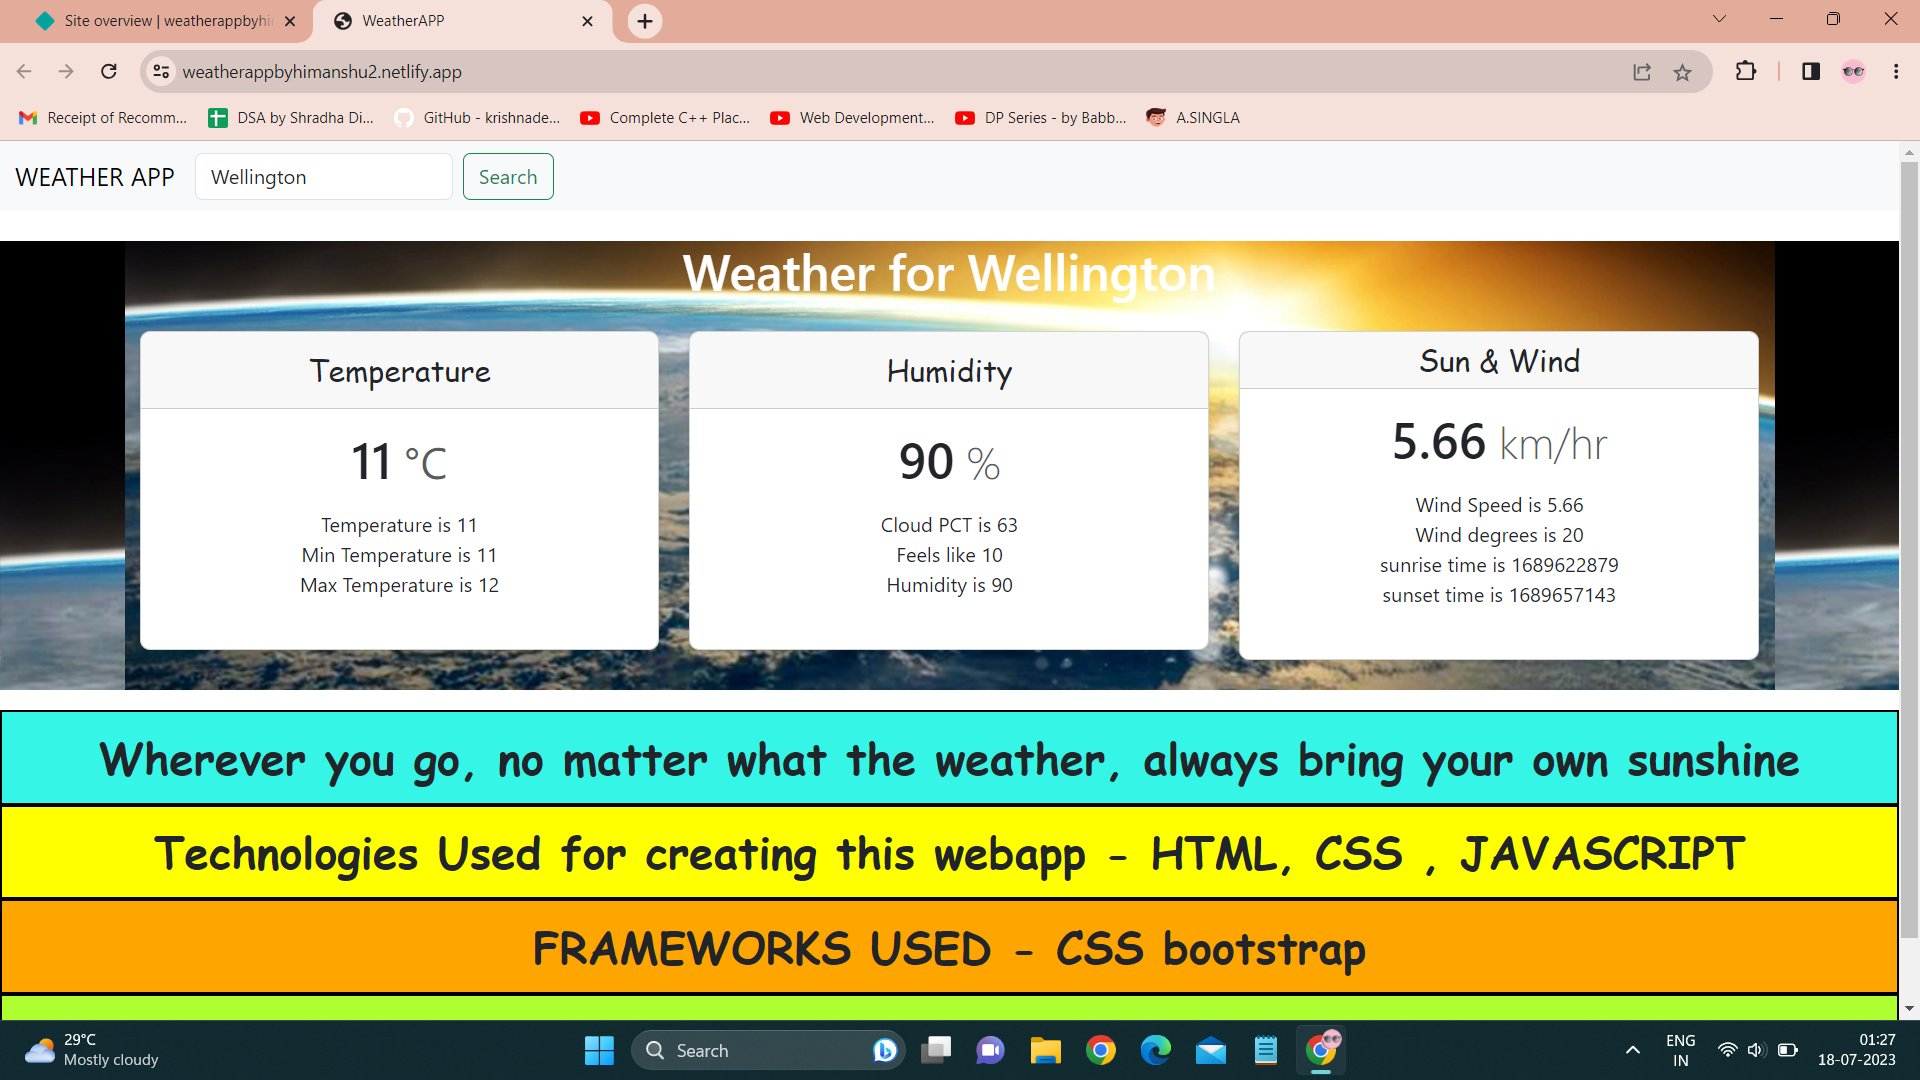 Site overview | weatherappbyhi
WeatherAPP
weatherappbyhimanshu2.netlify.app
Receipt of Recomm...
DSA by Shradha Di...
GitHub - krishnade...
Complete C++ Plac...
Web Development...
DP Series - by Babb...
A.SINGLA
WEATHER APP
Wellington
Search
Weather for Wellington
Temperature
11 °C
Temperature is 11
Min Temperature is 11
Max Temperature is 12
Humidity
90 %
Cloud PCT is 63
Feels like 10
Humidity is 90
Sun & Wind
5.66 km/hr
Wind Speed is 5.66
Wind degrees is 20
sunrise time is 1689622879
sunset time is 1689657143
Wherever you go, no matter what the weather, always bring your own sunshine
Technologies Used for creating this webapp - HTML, CSS , JAVASCRIPT
FRAMEWORKS USED - CSS bootstrap
29°C
Mostly cloudy
Search
ENG
IN
01:27
18-07-2023